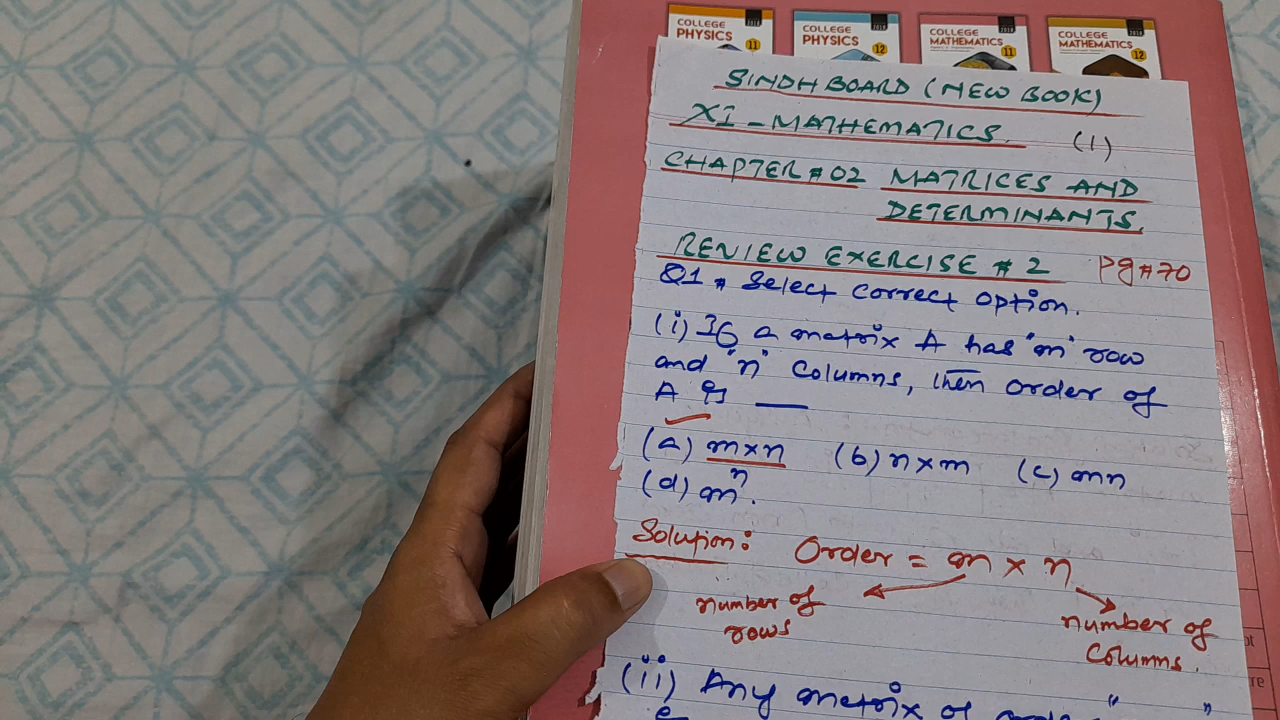 COLLEGE PHYSICS 11
COLLEGE PHYSICS 12
COLLEGE MATHEMATICS 11
COLLEGE MATHEMATICS 12
SINDH BOARD (NEW BOOK)
XI - MATHEMATICS. (1)
CHAPTER # 02 MATRICES AND
DETERMINANTS.
REVIEW EXERCISE # 2 Pg#70
Q1 # Select correct option.
(i) If a matrix A has "m" row
and "n" columns, then order of
A is ___
(a) m×n (b) n×m (c) mn
(d) mⁿ.
Solution: Order = m × n
number of
rows
number of
columns.
(ii) Any matrix of order " "